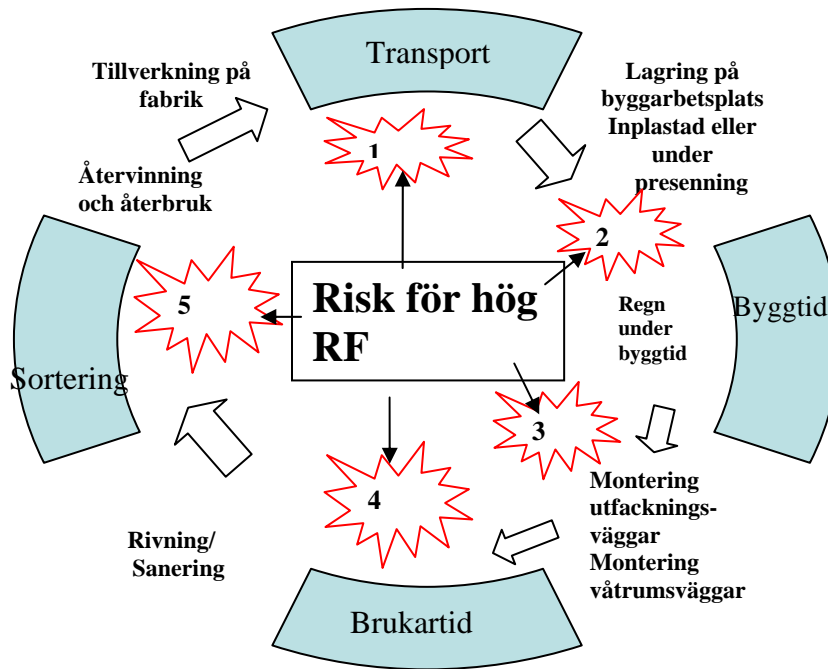 Transport
Tillverkning på
fabrik
Lagring på
byggarbetsplats
Inplastad eller
under
presenning
1
Återvinning
och återbruk
2
5
Risk för hög
RF
Regn
under
byggtid
Byggtid
Sortering
3
4
Montering
utfacknings-
väggar
Montering
våtrumsväggar
Rivning/
Sanering
Brukartid